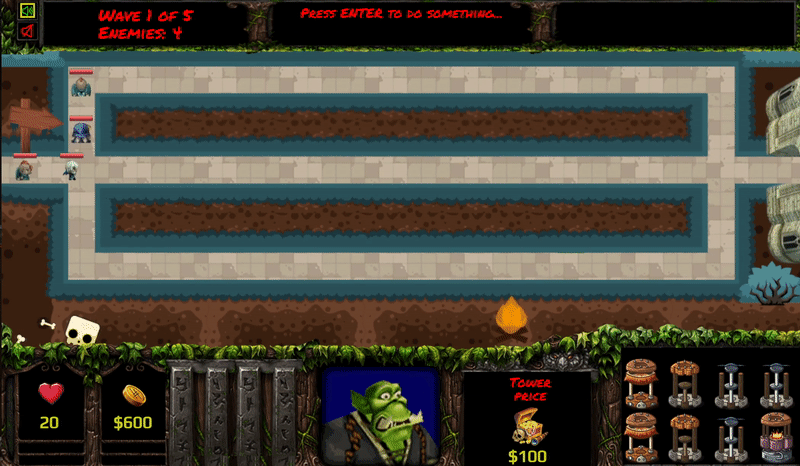 Wave 1 of 5
Enemies: 4
Press ENTER to do something...
20
$600
Tower
price
$100